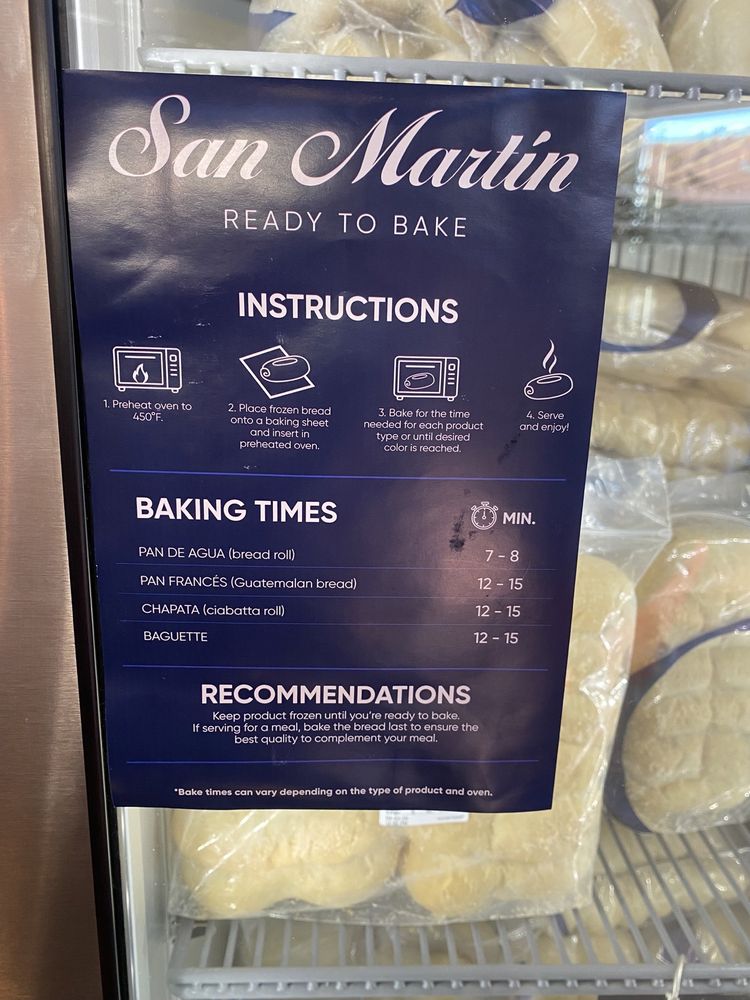 San Martín
READY TO BAKE
INSTRUCTIONS
1. Preheat oven to
450°F.
2. Place frozen bread
onto a baking sheet
and insert in
preheated oven.
3. Bake for the time
needed for each product
type or until desired
color is reached.
4. Serve
and enjoy!
BAKING TIMES
MIN.
PAN DE AGUA (bread roll) 7 - 8
PAN FRANCÉS (Guatemalan bread) 12 - 15
CHAPATA (ciabatta roll) 12 - 15
BAGUETTE 12 - 15
RECOMMENDATIONS
Keep product frozen until you're ready to bake.
If serving for a meal, bake the bread last to ensure the
best quality to complement your meal.
*Bake times can vary depending on the type of product and oven.